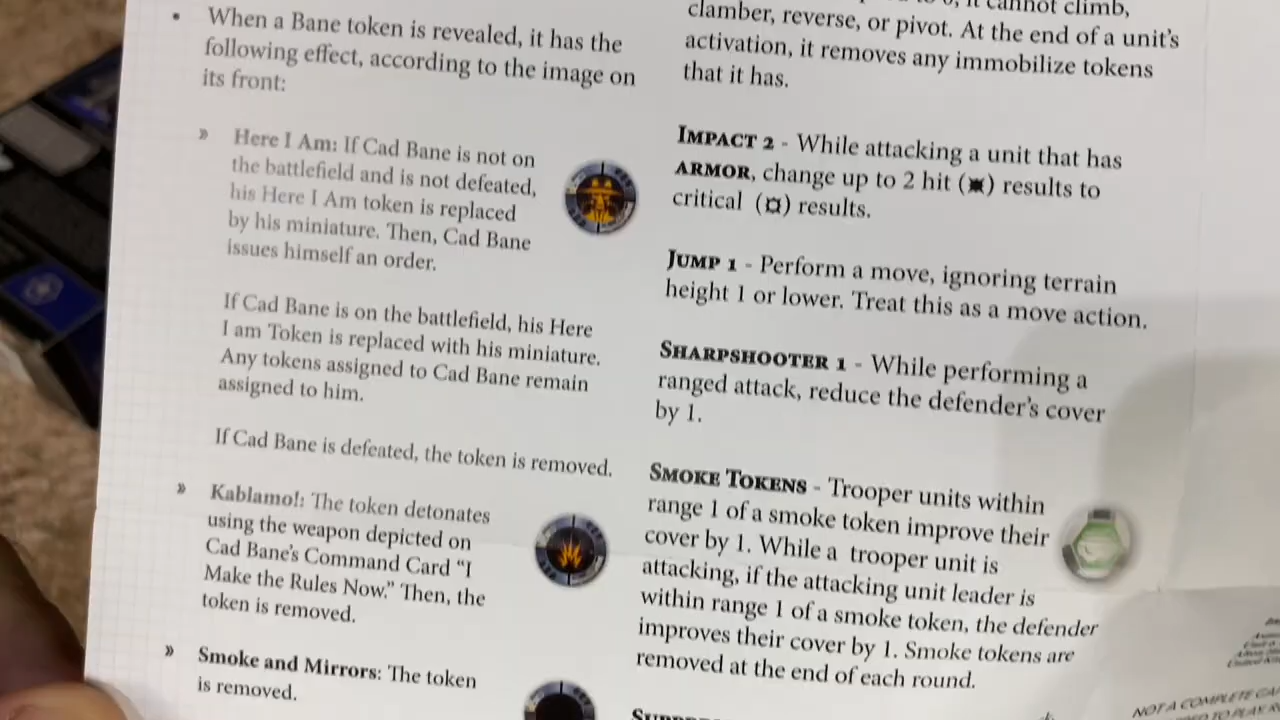 • When a Bane token is revealed, it has the
following effect, according to the image on
its front:
» Here I Am: If Cad Bane is not on
the battlefield and is not defeated,
his Here I Am token is replaced
by his miniature. Then, Cad Bane
issues himself an order.
If Cad Bane is on the battlefield, his Here
I am Token is replaced with his miniature.
Any tokens assigned to Cad Bane remain
assigned to him.
If Cad Bane is defeated, the token is removed.
» Kablamo!: The token detonates
using the weapon depicted on
Cad Bane's Command Card "I
Make the Rules Now." Then, the
token is removed.
» Smoke and Mirrors: The token
is removed.
it cannot climb,
clamber, reverse, or pivot. At the end of a unit's
activation, it removes any immobilize tokens
that it has.
IMPACT 2 - While attacking a unit that has
ARMOR, change up to 2 hit () results to
critical () results.
JUMP 1 - Perform a move, ignoring terrain
height 1 or lower. Treat this as a move action.
SHARPSHOOTER 1 - While performing a
ranged attack, reduce the defender's cover
by 1.
SMOKE TOKENS - Trooper units within
range 1 of a smoke token improve their
cover by 1. While a trooper unit is
attacking, if the attacking unit leader is
within range 1 of a smoke token, the defender
improves their cover by 1. Smoke tokens are
removed at the end of each round.
NOT A COMPLETE